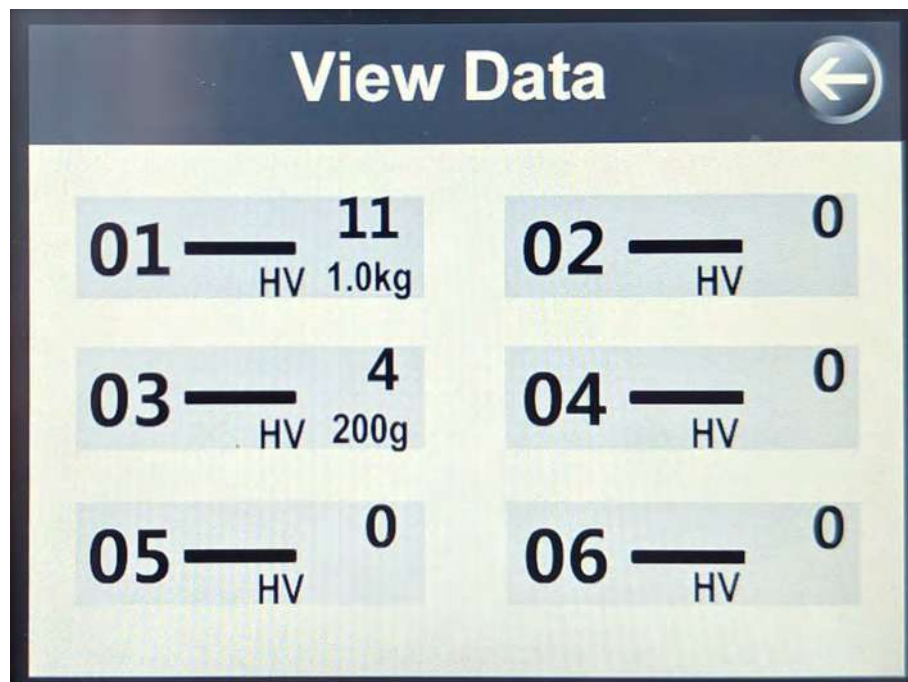 View Data
01 — 11 02 — 0
HV 1.0kg HV
03 — 4 04 — 0
HV 200g HV
05 — 0 06 — 0
HV HV